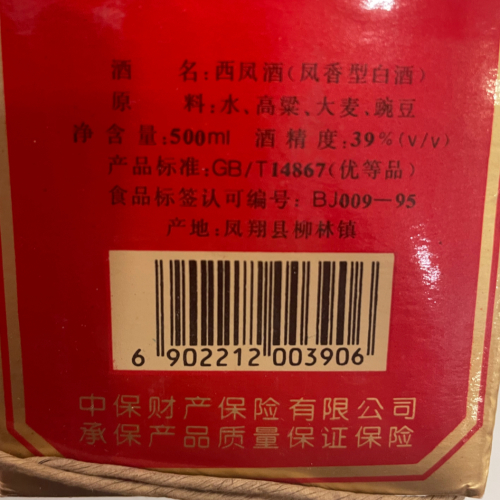 酒 名:西凤酒(凤香型白酒)
原 料:水、高粱、大麦、豌豆
净含量:500ml 酒精度:39%(v/v)
产品标准:GB/T14867(优等品)
食品标签认可编号:BJ009-95
产地:凤翔县柳林镇
6 902212 003906
中保财产保险有限公司
承保产品质量保证保险